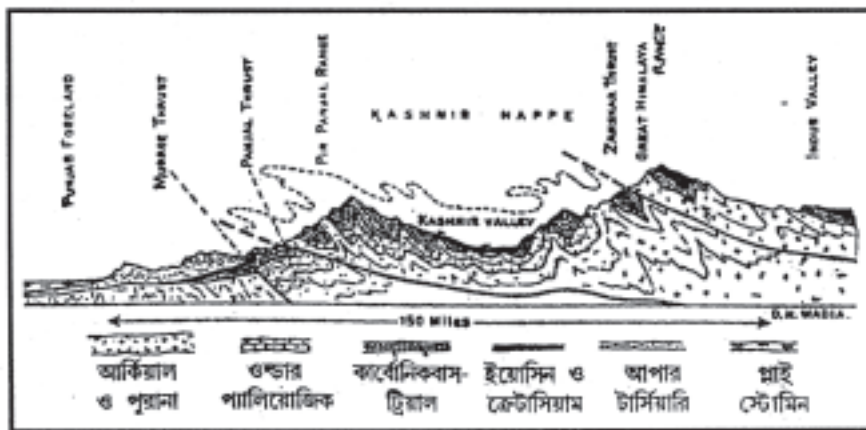 PUNJAB FORELAND
MURREE THRUST
PANJAL THRUST
PIR PANJAL RANGE
KASHMIR NAPPE
ZANSKAR THRUST
GREAT HIMALAYA
RANGE
INDUS VALLEY
KASHMIR VALLEY
150 MILES
D.N. WADIA.
আর্কিয়াল
ও পুরানা
ওল্ডার
প্যালিয়োজিক
কার্বোনিকবাস-
ট্রিয়াল
ইয়োসিন ও
ক্রেটাসিয়াম
আপার
টার্সিয়ারি
প্লাই
স্টোমিন